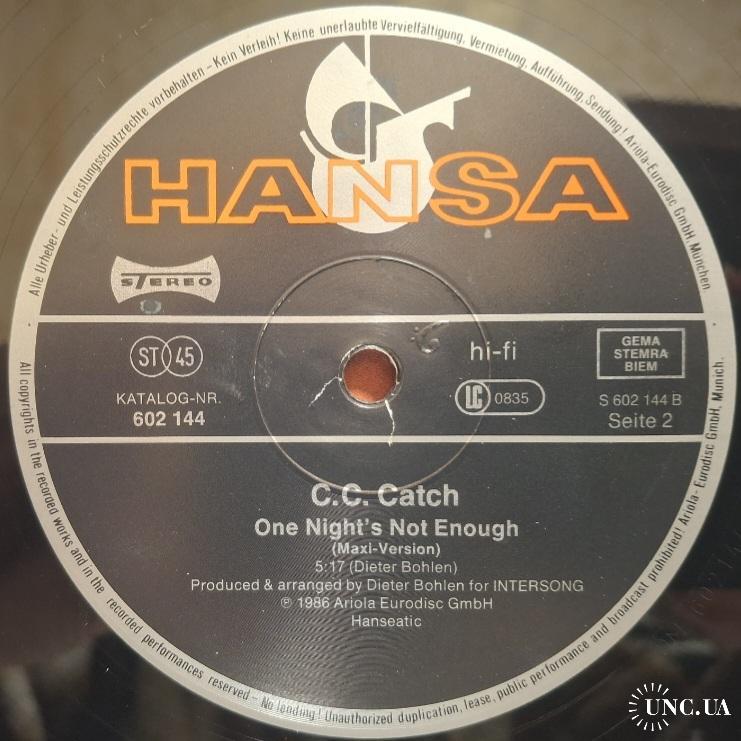 Alle Urheber- und Leistungsschutzrechte vorbehalten – Kein Verleih! Keine unerlaubte Vervielfältigung, Vermietung, Aufführung, Sendung! Ariola-Eurodisc GmbH, München.
HANSA
STEREO
ST 45
hi-fi
GEMA
STEMRA
BIEM
KATALOG-NR.
602 144
LC 0835
S 602 144 B
Seite 2
C.C. Catch
One Night's Not Enough
(Maxi-Version)
5:17 (Dieter Bohlen)
Produced & arranged by Dieter Bohlen for INTERSONG
℗ 1986 Ariola Eurodisc GmbH
Hanseatic
All copyrights in the recorded works and in the recorded performances reserved – No lending! Unauthorized duplication, lease, public performance and broadcast prohibited! Ariola-Eurodisc GmbH, Munich.
UNC.UA